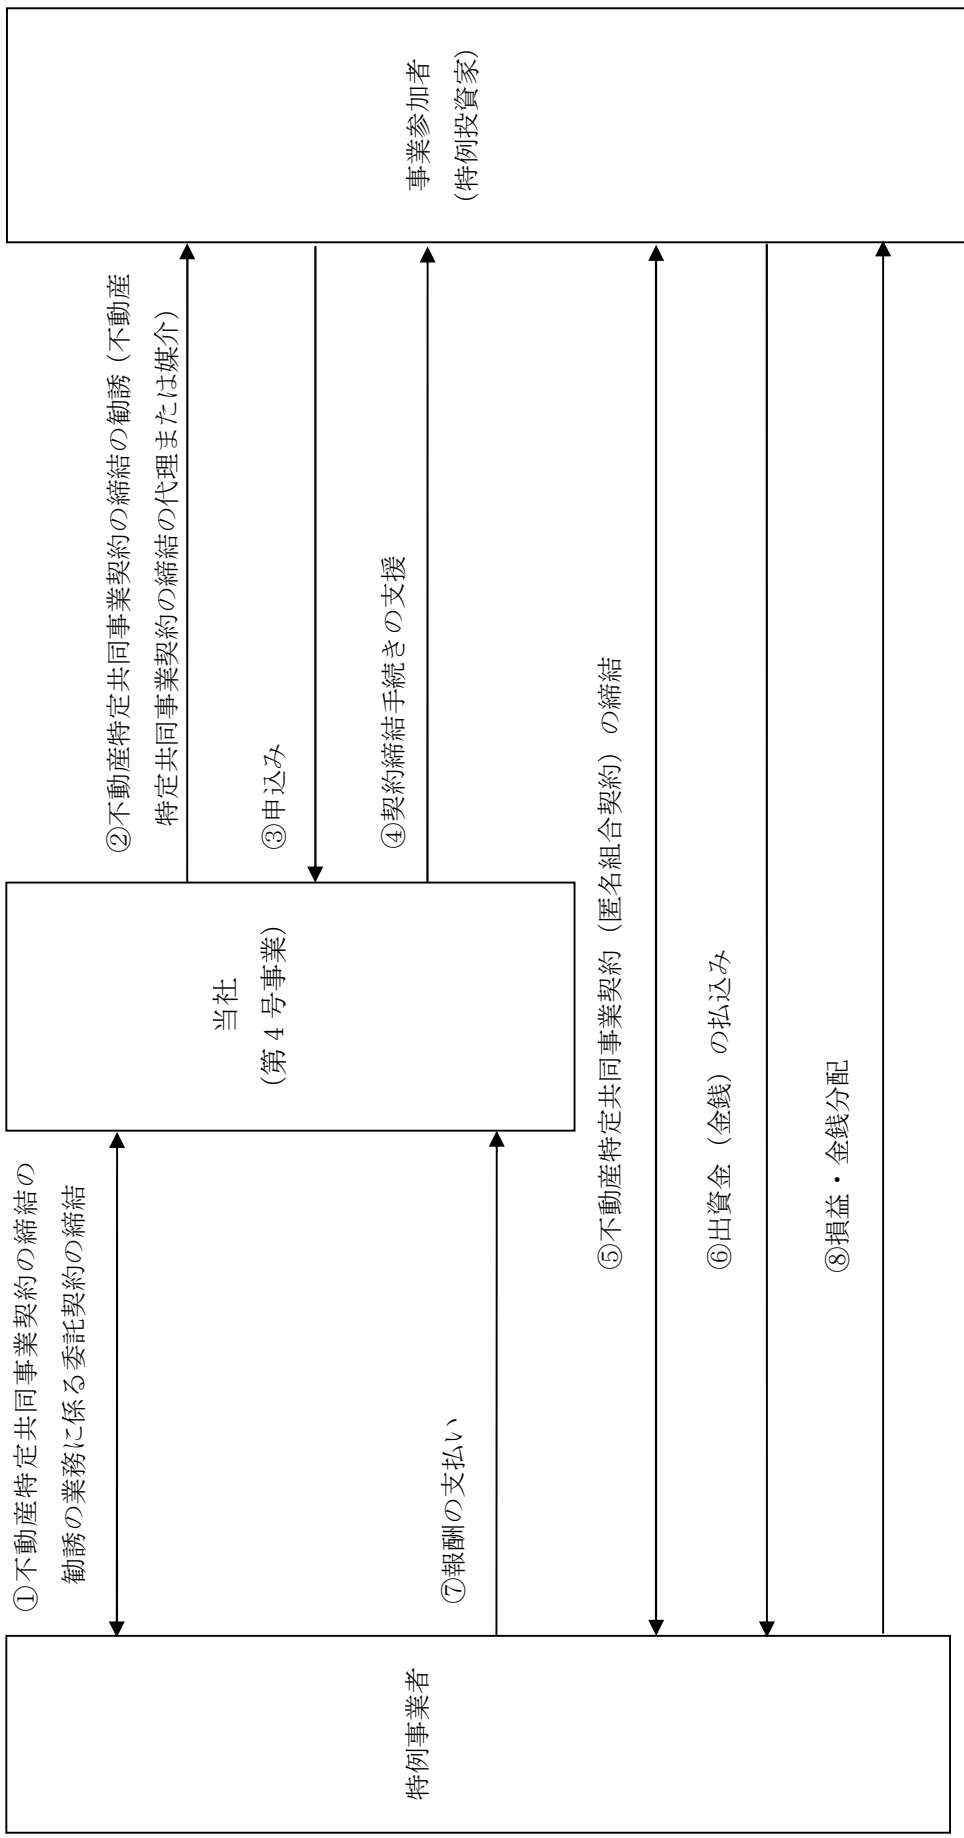 特例事業者
①不動産特定共同事業契約の締結の
勧誘の業務に係る委託契約の締結
⑦報酬の支払い
当社
(第 4 号事業)
②不動産特定共同事業契約の締結の勧誘（不動産
特定共同事業契約の締結の代理または媒介）
③申込み
④契約締結手続きの支援
⑤不動産特定共同事業契約（匿名組合契約）の締結
⑥出資金（金銭）の払込み
⑧損益・金銭分配
事業参加者
(特例投資家)